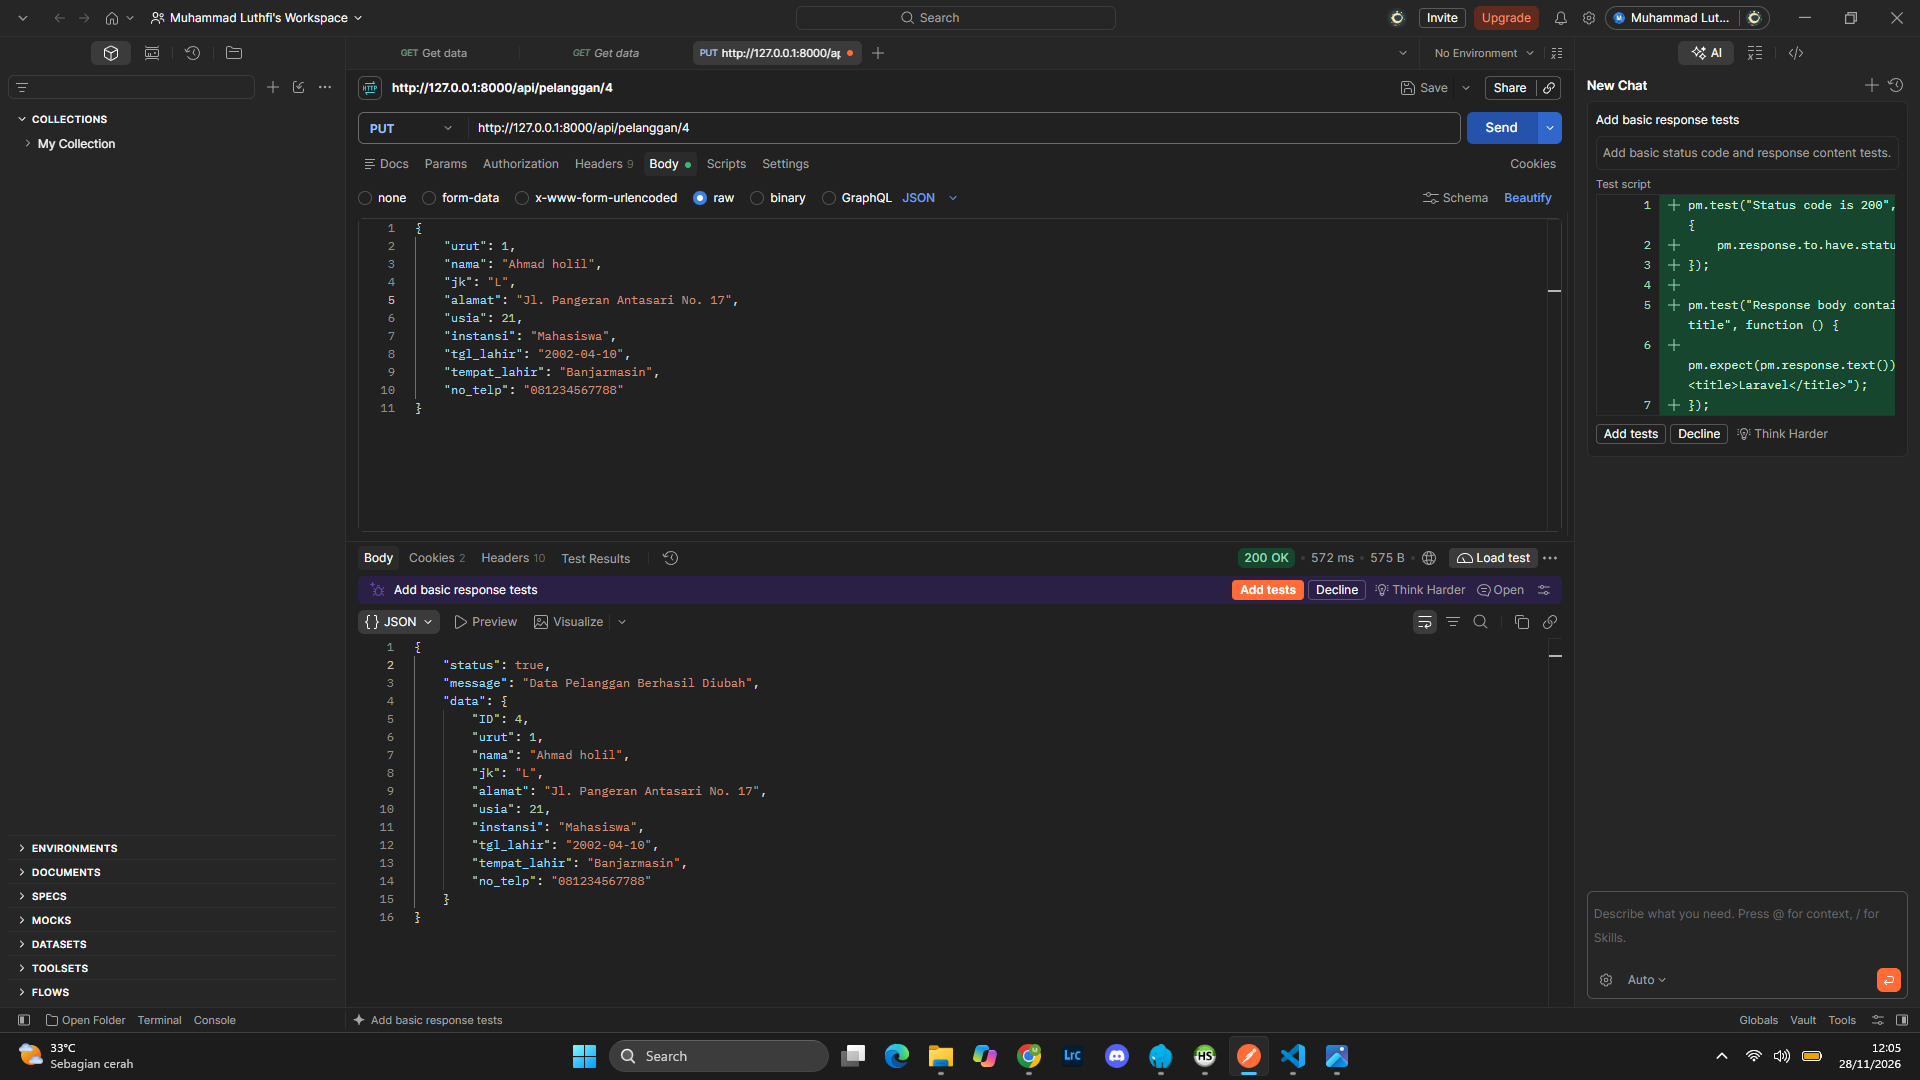 Muhammad Luthfi's Workspace
Search
Invite
Upgrade
Muhammad Lut...
GET Get data
GET Get data
PUT http://127.0.0.1:8000/ap
No Environment
AI
COLLECTIONS
My Collection
ENVIRONMENTS
DOCUMENTS
SPECS
MOCKS
DATASETS
TOOLSETS
FLOWS
HTTP http://127.0.0.1:8000/api/pelanggan/4
Save
Share
PUT http://127.0.0.1:8000/api/pelanggan/4
Send
Docs Params Authorization Headers 9 Body Scripts Settings
Cookies
none form-data x-www-form-urlencoded raw binary GraphQL JSON
Schema Beautify
1 {
2 "urut": 1,
3 "nama": "Ahmad holil",
4 "jk": "L",
5 "alamat": "Jl. Pangeran Antasari No. 17",
6 "usia": 21,
7 "instansi": "Mahasiswa",
8 "tgl_lahir": "2002-04-10",
9 "tempat_lahir": "Banjarmasin",
10 "no_telp": "081234567788"
11 }
Body Cookies 2 Headers 10 Test Results
200 OK • 572 ms • 575 B
Load test
Add basic response tests
Add tests Decline Think Harder Open
{} JSON Preview Visualize
1 {
2 "status": true,
3 "message": "Data Pelanggan Berhasil Diubah",
4 "data": {
5 "ID": 4,
6 "urut": 1,
7 "nama": "Ahmad holil",
8 "jk": "L",
9 "alamat": "Jl. Pangeran Antasari No. 17",
10 "usia": 21,
11 "instansi": "Mahasiswa",
12 "tgl_lahir": "2002-04-10",
13 "tempat_lahir": "Banjarmasin",
14 "no_telp": "081234567788"
15 }
16 }
New Chat
Add basic response tests
Add basic status code and response content tests.
Test script
1 + pm.test("Status code is 200",
{
2 + pm.response.to.have.statu
3 + });
4 +
5 + pm.test("Response body contai
title", function () {
6 +
pm.expect(pm.response.text())
<title>Laravel</title>");
7 + });
Add tests Decline Think Harder
Describe what you need. Press @ for context, / for
Skills.
Auto
Open Folder Terminal Console
Add basic response tests
Globals Vault Tools
33°C
Sebagian cerah
Search
LrC
HS
12:05
28/11/2026